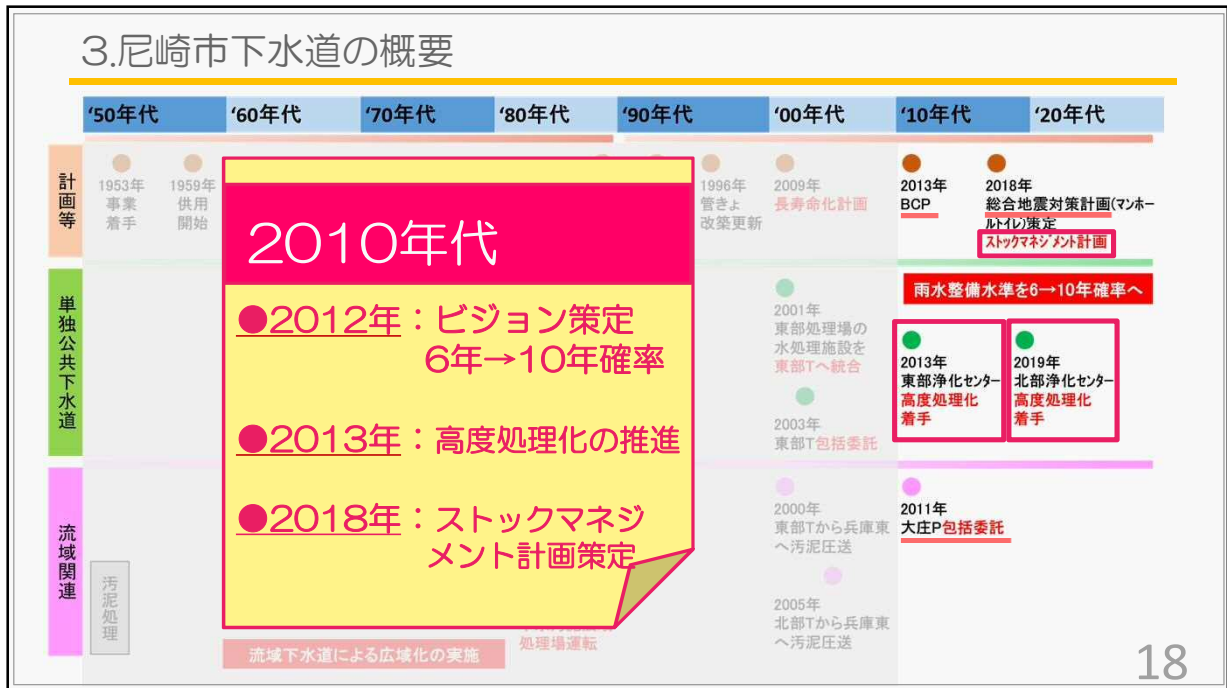 3.尼崎市下水道の概要
‘50年代
‘60年代
‘70年代
‘80年代
‘90年代
‘00年代
‘10年代
‘20年代
計画等
1953年
事業
着手
1959年
供用
開始
1996年
管きょ
改築更新
2009年
長寿命化計画
2013年
BCP
2018年
総合地震対策計画(マンホー
ルトイレ)策定
ストックマネジメント計画
2010年代
●2012年：ビジョン策定
6年→10年確率
●2013年：高度処理化の推進
●2018年：ストックマネジ
メント計画策定
単独公共下水道
雨水整備水準を6→10年確率へ
2001年
東部処理場の
水処理施設を
東部Tへ統合
2003年
東部T包括委託
2013年
東部浄化センター
高度処理化
着手
2019年
北部浄化センター
高度処理化
着手
流域関連
汚泥処理
2000年
東部Tから兵庫東
へ汚泥圧送
2005年
北部Tから兵庫東
へ汚泥圧送
2011年
大庄P包括委託
処理場運転
流域下水道による広域化の実施
18